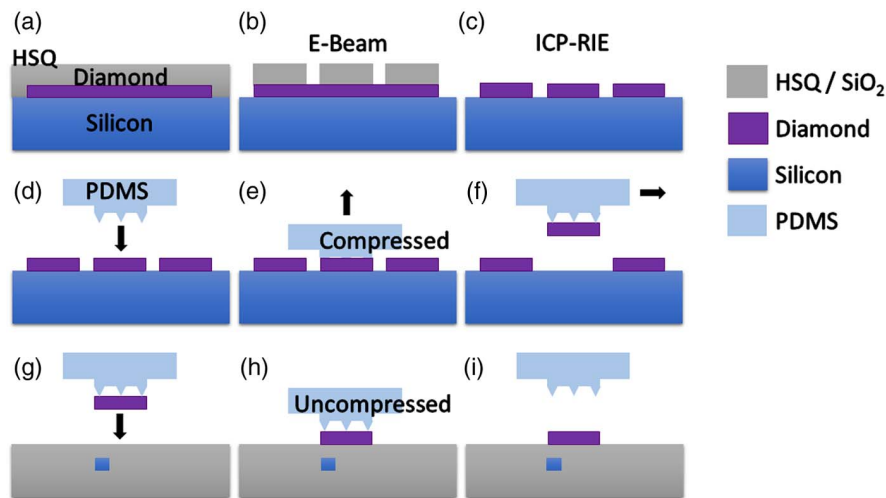 (a)
HSQ
Diamond
Silicon
(b)
E-Beam
(c)
ICP-RIE
HSQ / SiO₂
Diamond
Silicon
PDMS
(d)
PDMS
(e)
Compressed
(f)
(g)
(h)
Uncompressed
(i)